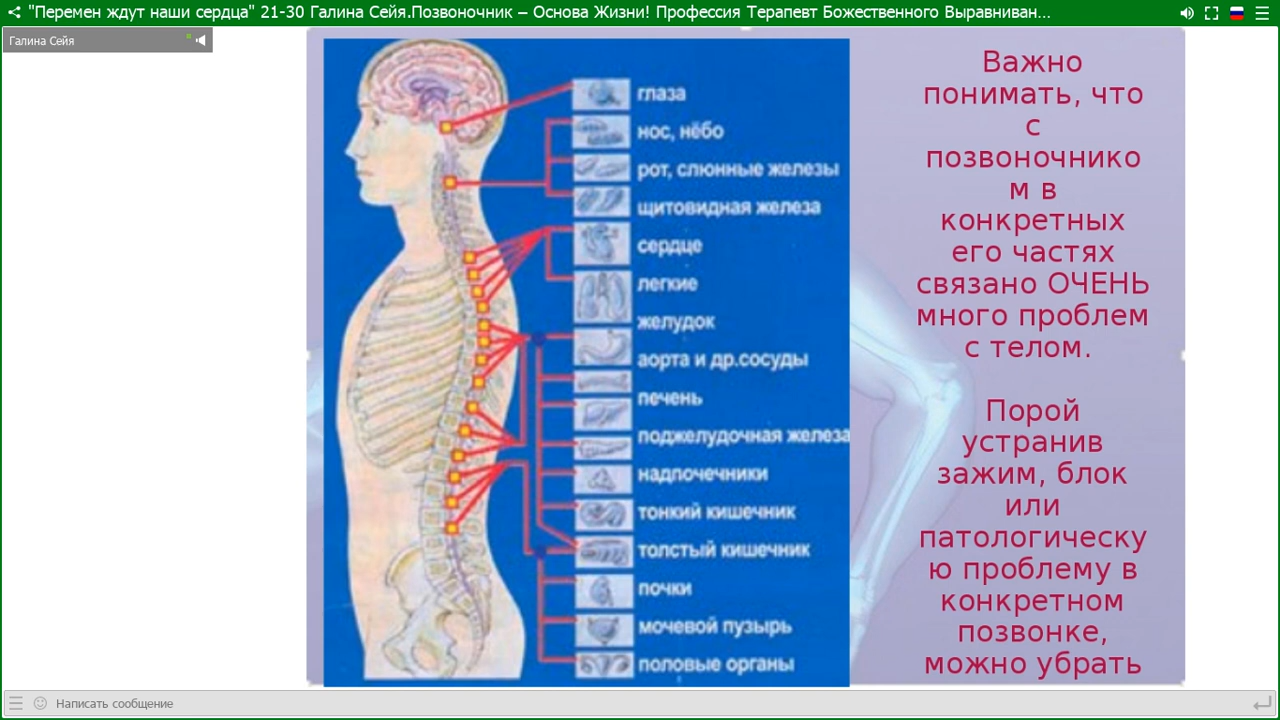 "Перемен ждут наши сердца" 21-30 Галина Сейя.Позвоночник – Основа Жизни! Профессия Терапевт Божественного Выравниван...
Галина Сейя
глаза
нос, нёбо
рот, слюнные железы
щитовидная железа
сердце
легкие
желудок
аорта и др.сосуды
печень
поджелудочная железа
надпочечники
тонкий кишечник
толстый кишечник
почки
мочевой пузырь
половые органы
Важно
понимать, что
с
позвоночнико
м в
конкретных
его частях
связано ОЧЕНЬ
много проблем
с телом.
Порой
устранив
зажим, блок
или
патологическу
ю проблему в
конкретном
позвонке,
можно убрать
Написать сообщение